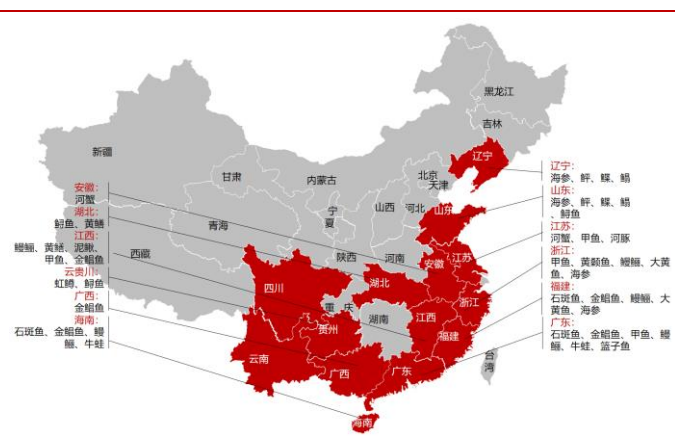 安徽:
河蟹
湖北:
鲟鱼、黄鳝
江西:
鳗鲡、黄鳝、泥鳅、
甲鱼、金鲳鱼
云贵川:
虹鳟、鲟鱼
广西:
金鲳鱼
海南:
石斑鱼、金鲳鱼、鳗
鲡、牛蛙
黑龙江
吉林
辽宁
新疆
甘肃
内蒙古
北京
天津
宁
夏
山西
河北
山东
青海
陕西
河南
西藏
安徽
江苏
四川
湖北
重 庆
浙江
湖南
江西
贵州
福建
云南
广西
广东
台
湾
海南
辽宁:
海参、鲆、鲽、鲳
山东:
海参、鲆、鲽、鲳
、鲟鱼
江苏:
河蟹、甲鱼、河豚
浙江:
甲鱼、黄颡鱼、鳗鲡、大黄
鱼、海参
福建:
石斑鱼、金鲳鱼、鳗鲡、大
黄鱼、海参
广东:
石斑鱼、金鲳鱼、甲鱼、鳗
鲡、牛蛙、篮子鱼